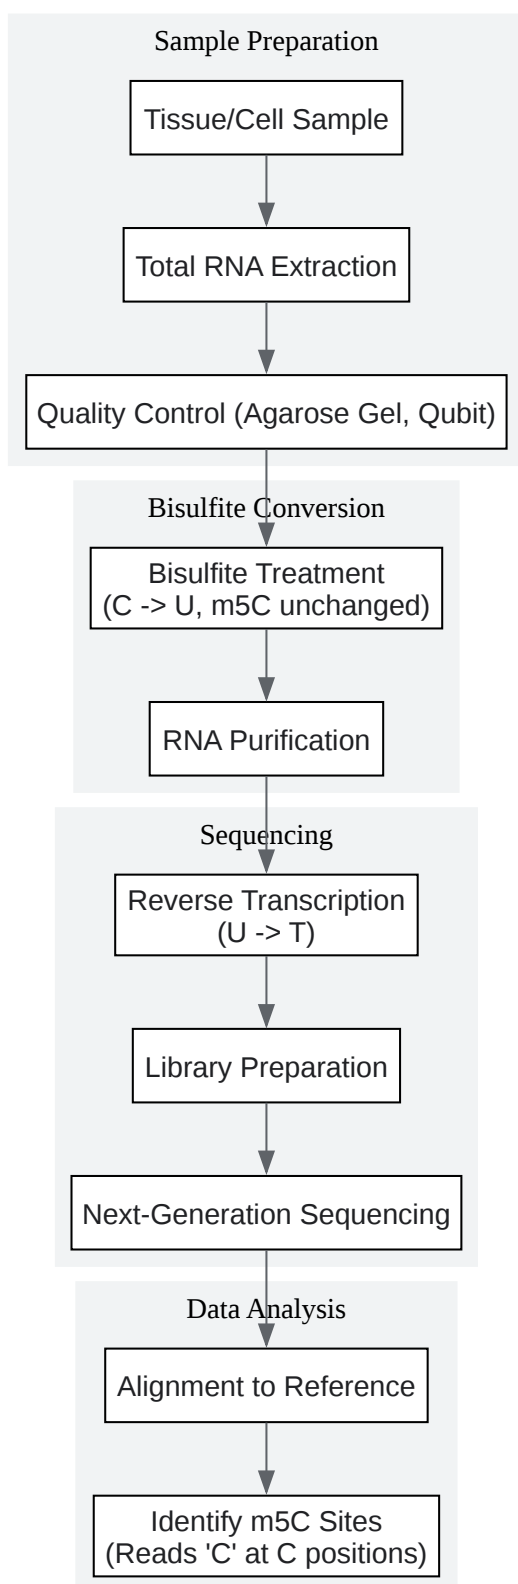 Sample Preparation
Tissue/Cell Sample
Total RNA Extraction
Quality Control (Agarose Gel, Qubit)
Bisulfite Conversion
Bisulfite Treatment
(C -> U, m5C unchanged)
RNA Purification
Sequencing
Reverse Transcription
(U -> T)
Library Preparation
Next-Generation Sequencing
Data Analysis
Alignment to Reference
Identify m5C Sites
(Reads 'C' at C positions)